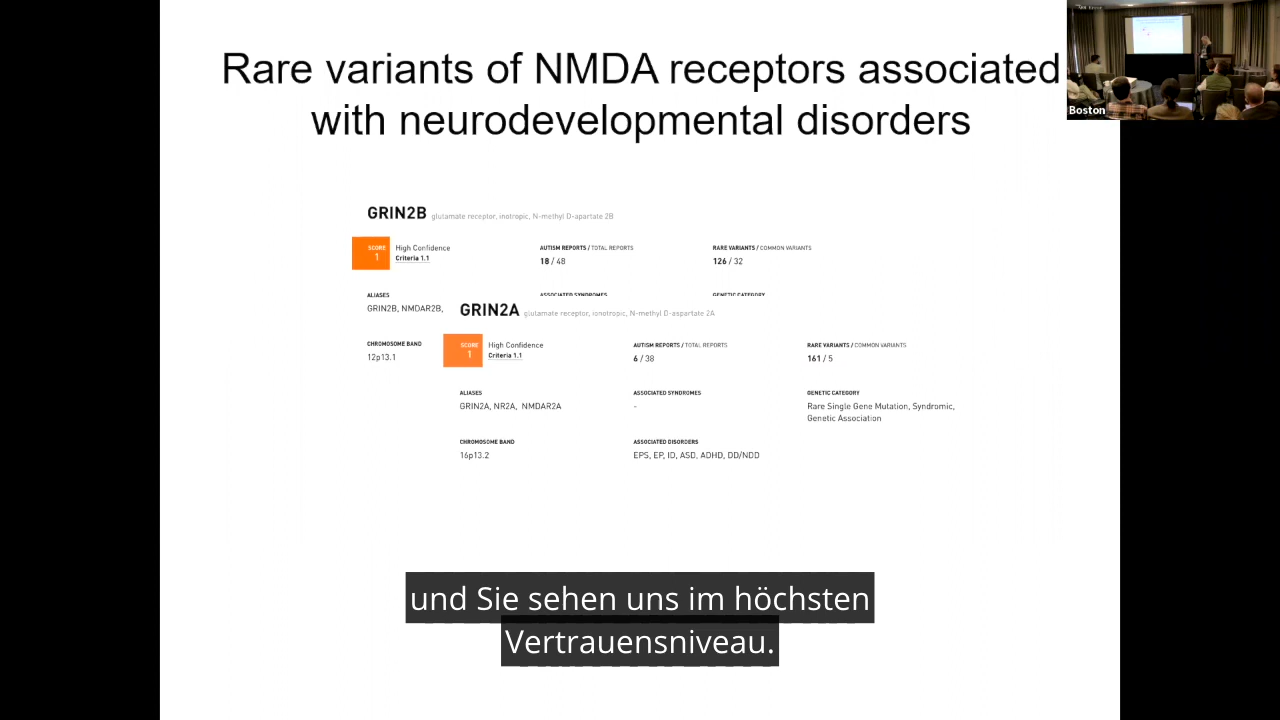 Rare variants of NMDA receptors associated
with neurodevelopmental disorders
Boston
GRIN2B glutamate receptor, inotropic, N-methyl D-apartate 2B
SCORE
1
High Confidence
Criteria 1.1
AUTISM REPORTS / TOTAL REPORTS
18 / 48
RARE VARIANTS / COMMON VARIANTS
126 / 32
ALIASES
GRIN2B, NMDAR2B,
ASSOCIATED SYNDROMES
GENETIC CATEGORY
CHROMOSOME BAND
12p13.1
GRIN2A glutamate receptor, ionotropic, N-methyl D-aspartate 2A
SCORE
1
High Confidence
Criteria 1.1
AUTISM REPORTS / TOTAL REPORTS
6 / 38
RARE VARIANTS / COMMON VARIANTS
161 / 5
ALIASES
GRIN2A, NR2A, NMDAR2A
ASSOCIATED SYNDROMES
-
GENETIC CATEGORY
Rare Single Gene Mutation, Syndromic,
Genetic Association
CHROMOSOME BAND
16p13.2
ASSOCIATED DISORDERS
EPS, EP, ID, ASD, ADHD, DD/NDD
und Sie sehen uns im höchsten
Vertrauensniveau.